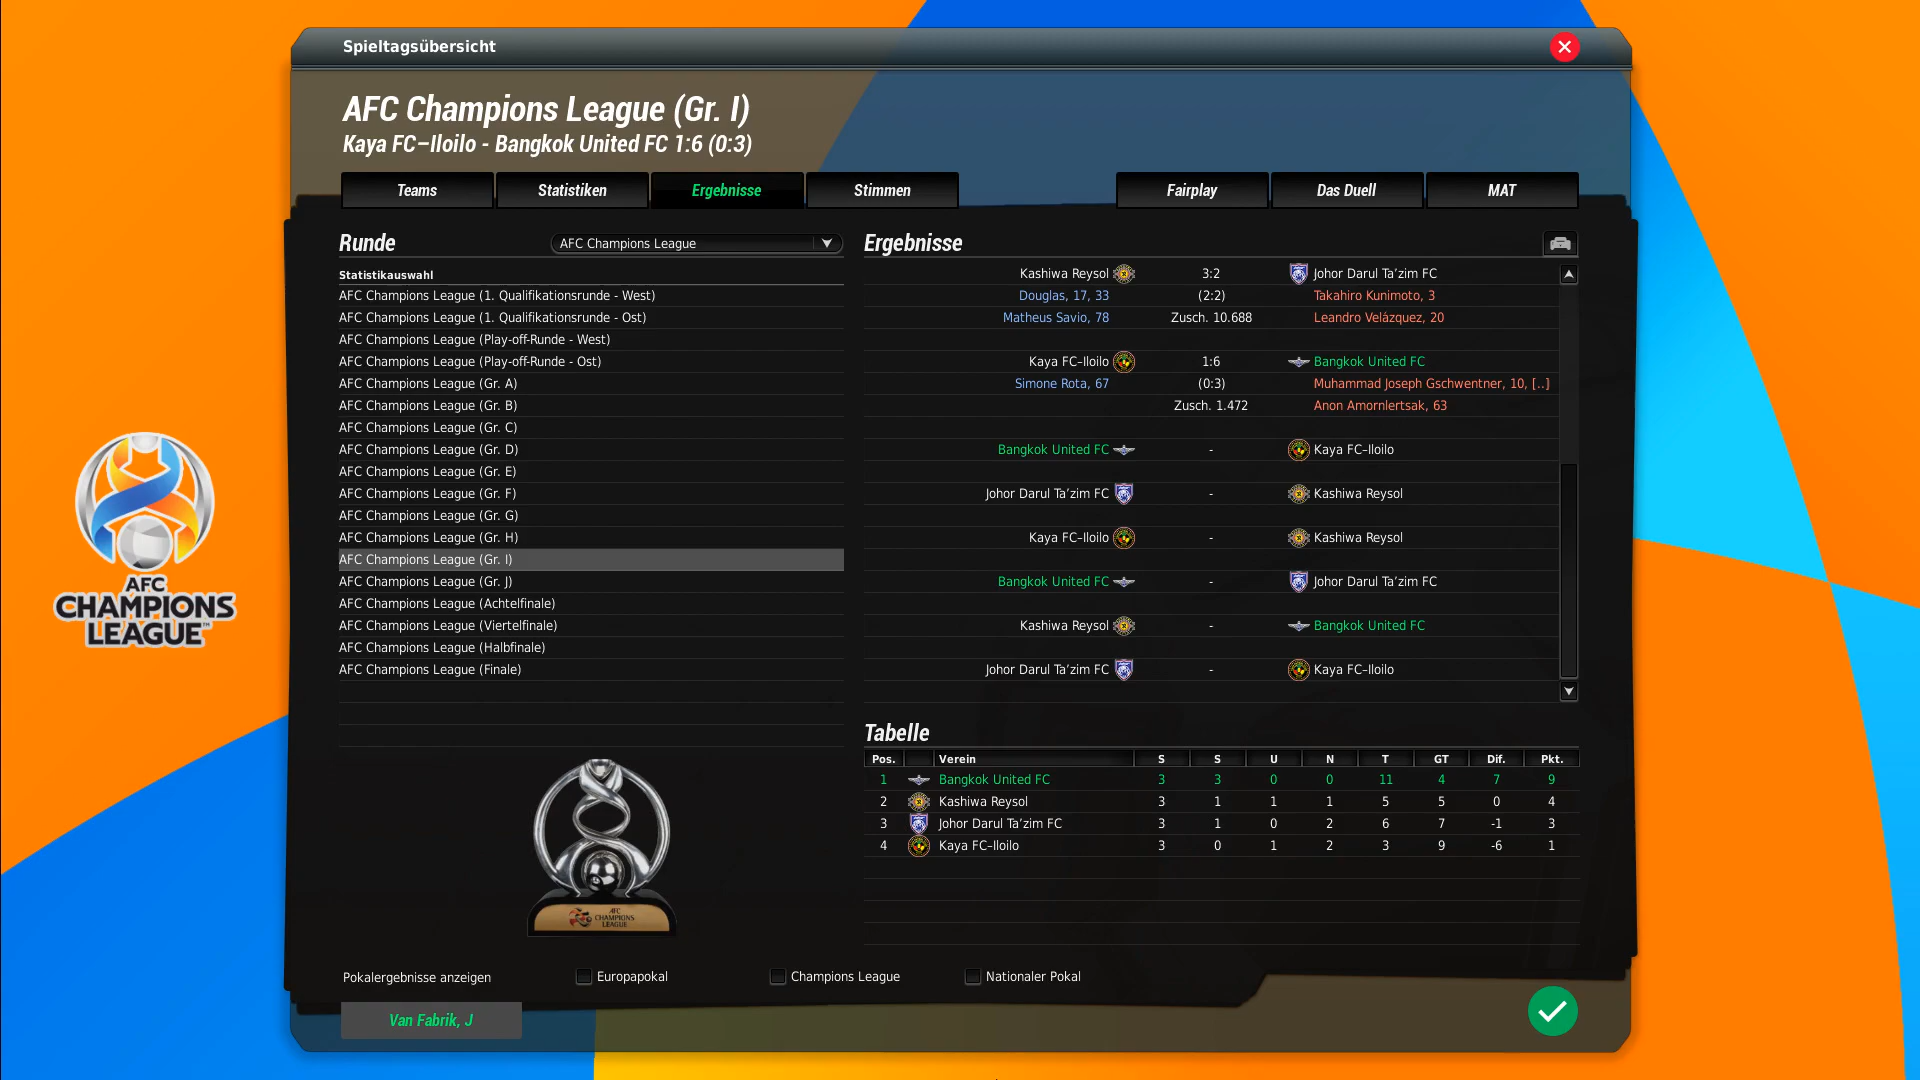 Spieltagsübersicht
AFC Champions League (Gr. I)
Kaya FC–Iloilo - Bangkok United FC 1:6 (0:3)
Teams
Statistiken
Ergebnisse
Stimmen
Fairplay
Das Duell
MAT
Runde
AFC Champions League
Statistikauswahl
AFC Champions League (1. Qualifikationsrunde - West)
AFC Champions League (1. Qualifikationsrunde - Ost)
AFC Champions League (Play-off-Runde - West)
AFC Champions League (Play-off-Runde - Ost)
AFC Champions League (Gr. A)
AFC Champions League (Gr. B)
AFC Champions League (Gr. C)
AFC Champions League (Gr. D)
AFC Champions League (Gr. E)
AFC Champions League (Gr. F)
AFC Champions League (Gr. G)
AFC Champions League (Gr. H)
AFC Champions League (Gr. I)
AFC Champions League (Gr. J)
AFC Champions League (Achtelfinale)
AFC Champions League (Viertelfinale)
AFC Champions League (Halbfinale)
AFC Champions League (Finale)
Ergebnisse
Kashiwa Reysol 3:2 Johor Darul Ta'zim FC
Douglas, 17, 33 (2:2) Takahiro Kunimoto, 3
Matheus Savio, 78 Zusch. 10.688 Leandro Velázquez, 20
Kaya FC–Iloilo 1:6 Bangkok United FC
Simone Rota, 67 (0:3) Muhammad Joseph Gschwentner, 10, [..]
Zusch. 1.472 Anon Amornlertsak, 63
Bangkok United FC - Kaya FC–Iloilo
Johor Darul Ta'zim FC - Kashiwa Reysol
Kaya FC–Iloilo - Kashiwa Reysol
Bangkok United FC - Johor Darul Ta'zim FC
Kashiwa Reysol - Bangkok United FC
Johor Darul Ta'zim FC - Kaya FC–Iloilo
Tabelle
Pos. Verein S S U N T GT Dif. Pkt.
1 Bangkok United FC 3 3 0 0 11 4 7 9
2 Kashiwa Reysol 3 1 1 1 5 5 0 4
3 Johor Darul Ta'zim FC 3 1 0 2 6 7 -1 3
4 Kaya FC–Iloilo 3 0 1 2 3 9 -6 1
AFC
CHAMPIONS
LEAGUE™
AFC
CHAMPIONS
LEAGUE
Pokalergebnisse anzeigen
Europapokal
Champions League
Nationaler Pokal
Van Fabrik, J